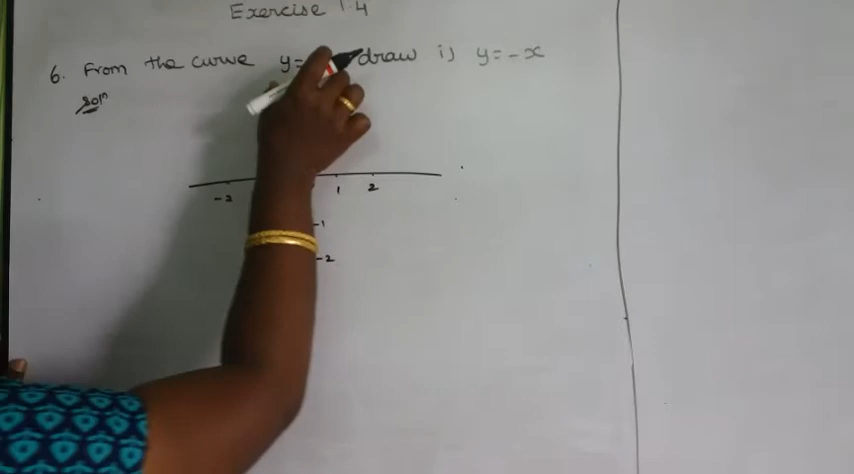 Exercise 1.4
6. From the curve y= draw i) y=-x
Soln
-2 1 2
-1
-2